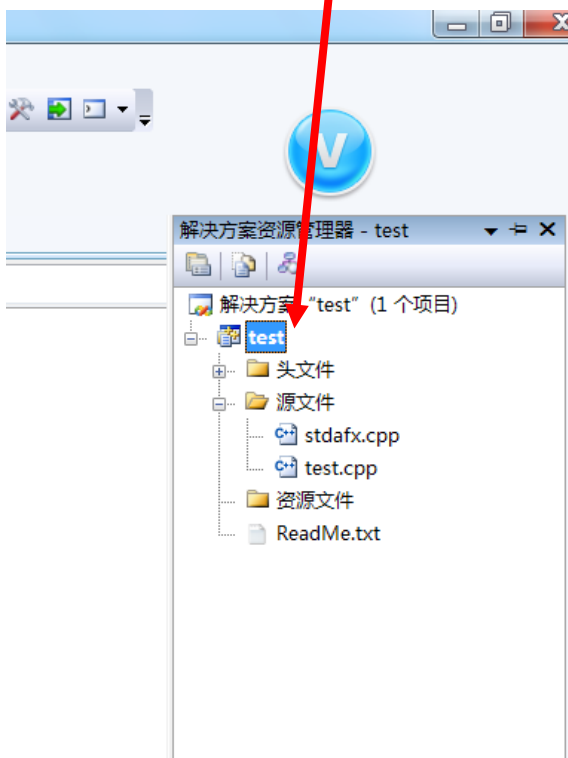 V
解决方案资源管理器 - test
解决方案 “test” (1 个项目)
test
头文件
源文件
stdafx.cpp
test.cpp
资源文件
ReadMe.txt